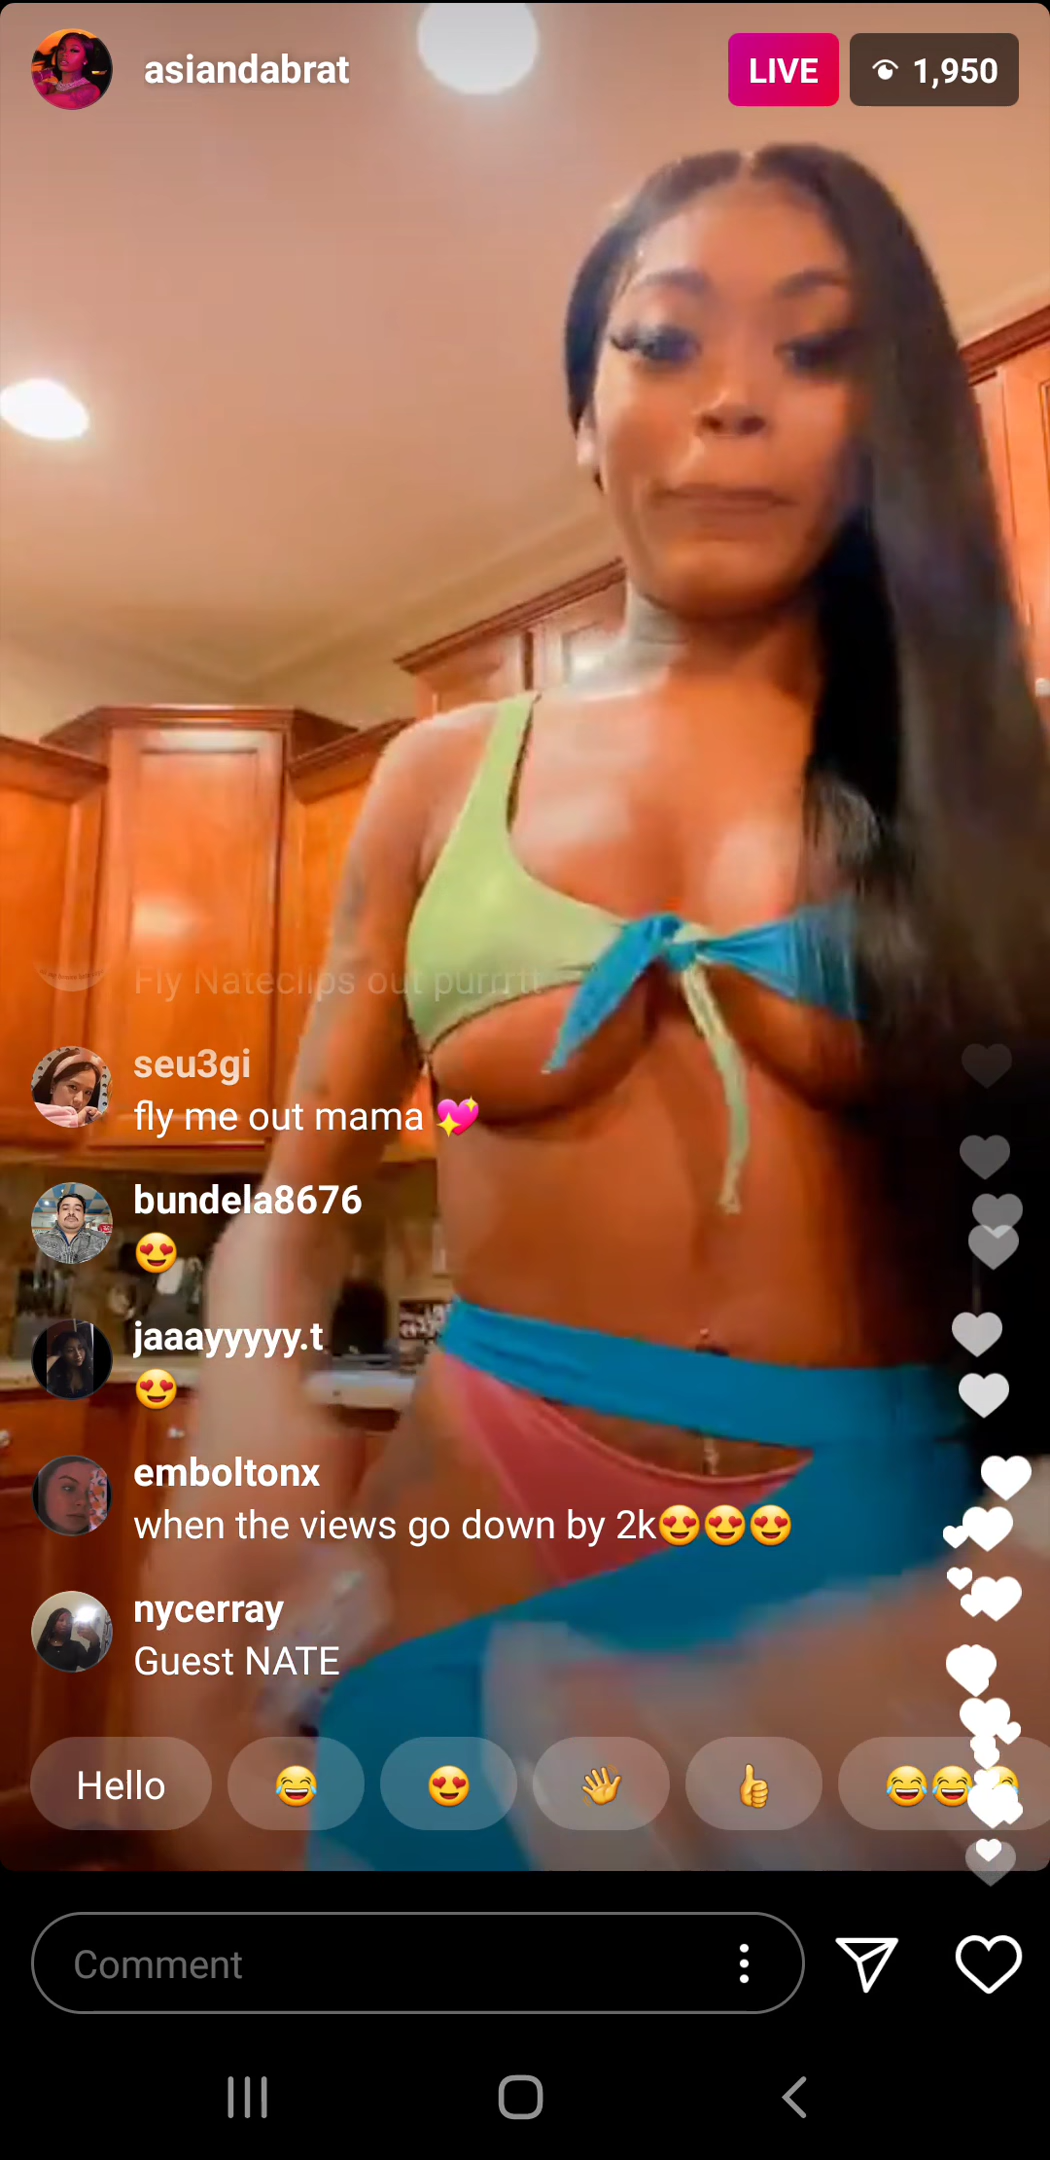 asiandabrat
LIVE
1,950
Fly Nateclips out purrrtt
seu3gi
fly me out mama 💖
bundela8676
😍
jaaayyyyy.t
😍
emboltonx
when the views go down by 2k😍😍😍
nycerray
Guest NATE
Hello 😂 😍 👋 👍 😂😂😂
Comment